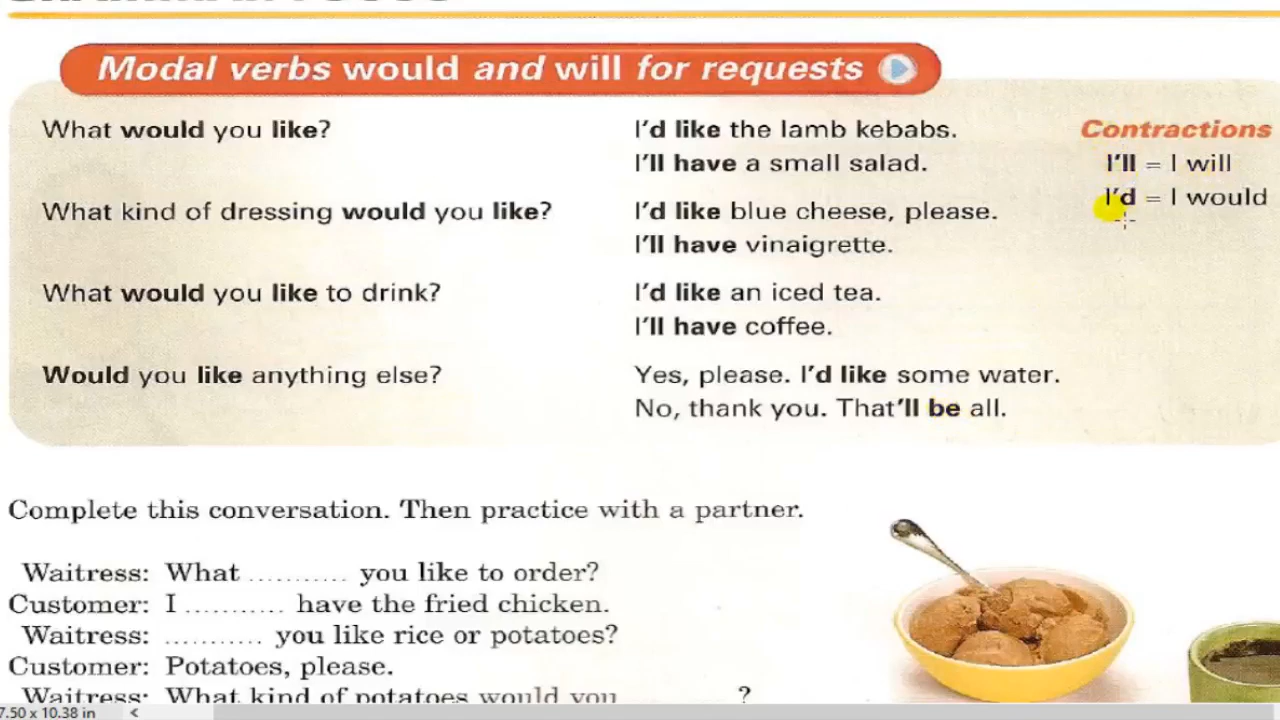 Modal verbs would and will for requests
What would you like? I'd like the lamb kebabs. Contractions
I'll have a small salad. I'll = I will
What kind of dressing would you like? I'd like blue cheese, please. I'd = I would
I'll have vinaigrette.
What would you like to drink? I'd like an iced tea.
I'll have coffee.
Would you like anything else? Yes, please. I'd like some water.
No, thank you. That'll be all.
Complete this conversation. Then practice with a partner.
Waitress: What ........... you like to order?
Customer: I ........... have the fried chicken.
Waitress: ........... you like rice or potatoes?
Customer: Potatoes, please.
Waitress: What kind of potatoes would you ?
7.50 x 10.38 in